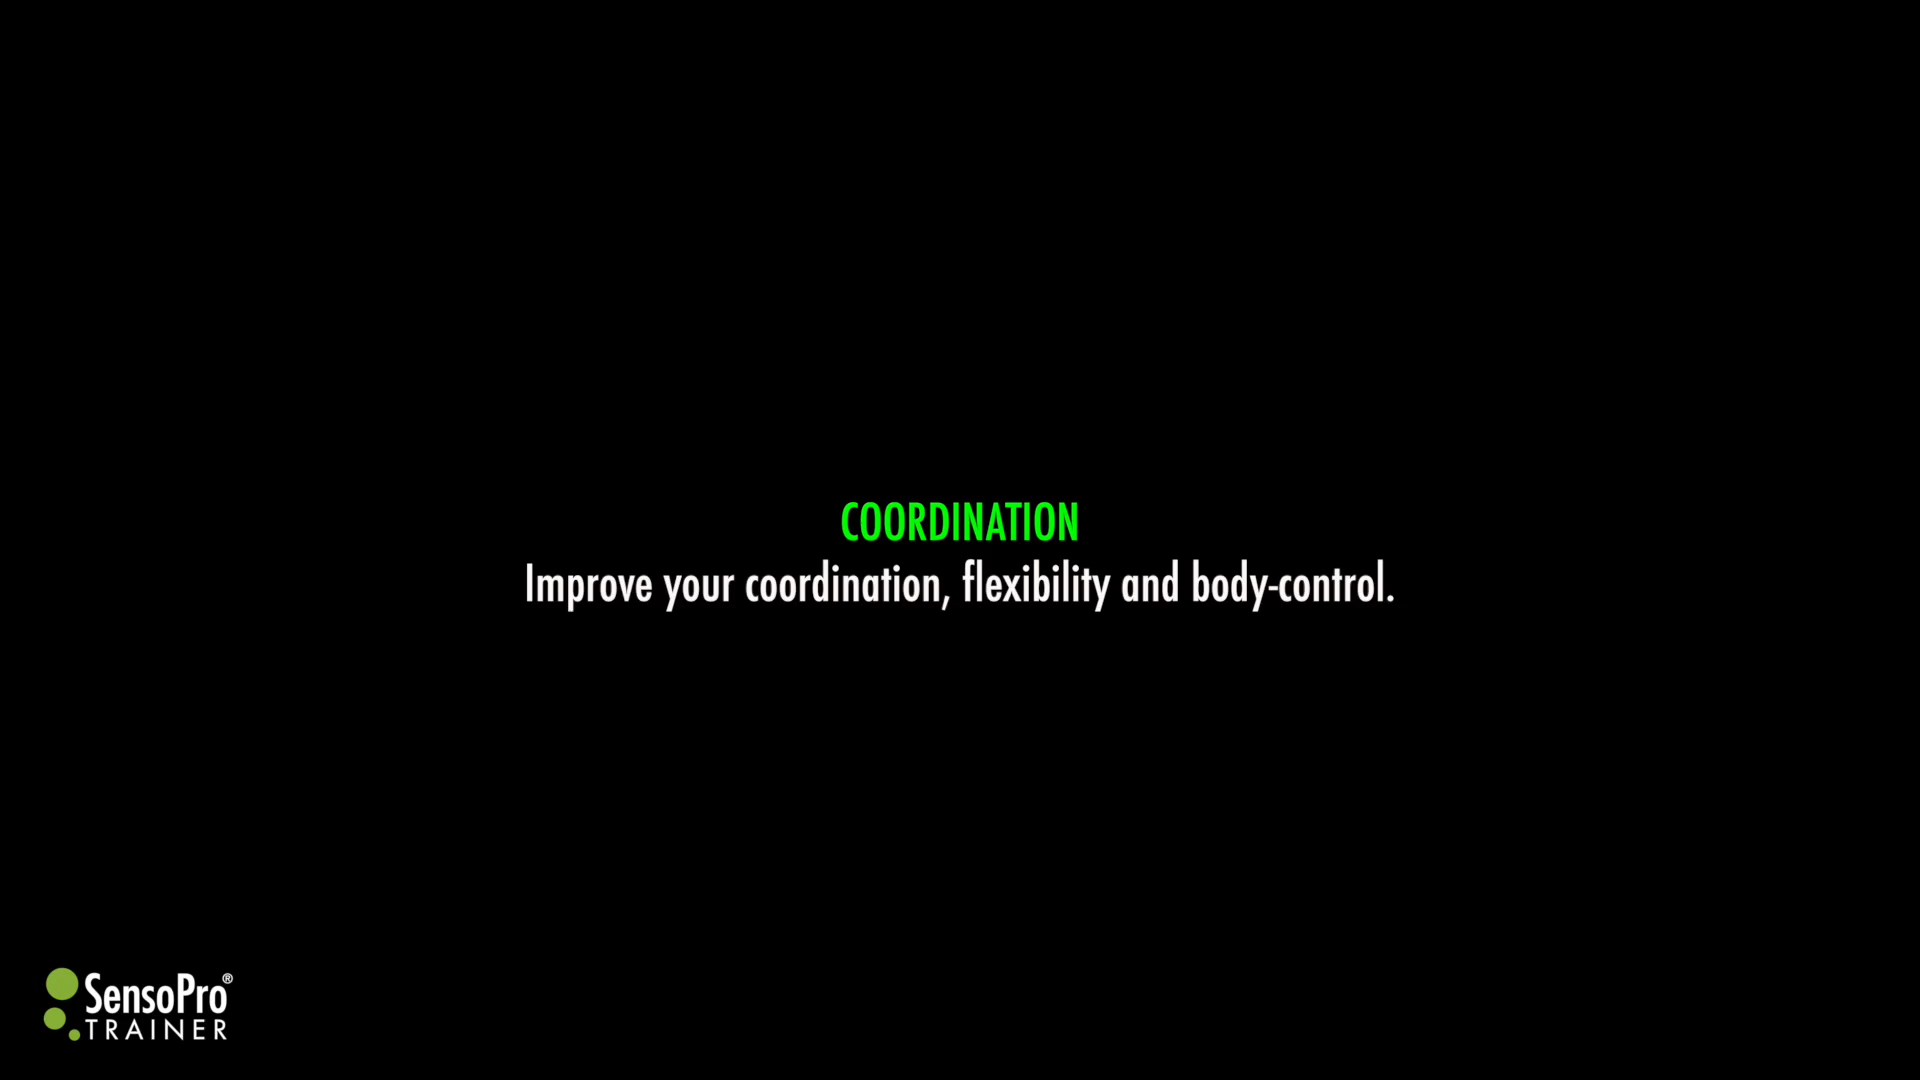 COORDINATION
Improve your coordination, flexibility and body-control.
SensoPro®
TRAINER